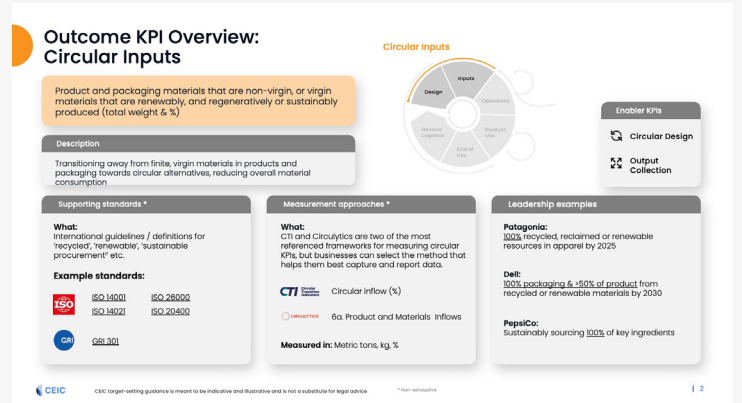 Outcome KPI Overview:
Circular Inputs
Product and packaging materials that are non-virgin, or virgin
materials that are renewably, and regeneratively or sustainably
produced (total weight & %)
Description
Transitioning away from finite, virgin materials in products and
packaging towards circular alternatives, reducing overall material
consumption
Circular Inputs
Design
Inputs
Operations
Product
Use
End of
Use
Reverse
Logistics
Enabler KPIs
Circular Design
Output
Collection
Supporting standards *
What:
International guidelines / definitions for
'recycled', 'renewable', 'sustainable
procurement' etc.
Example standards:
ISO
ISO 14001
ISO 26000
ISO 14021
ISO 20400
GRI
GRI 301
Measurement approaches *
What:
CTI and Circulytics are two of the most
referenced frameworks for measuring circular
KPIs, but businesses can select the method that
helps them best capture and report data.
CTI Circular Transition Indicators
Circular inflow (%)
CIRCULYTICS
6a. Product and Materials Inflows
Measured in: Metric tons, kg, %
Leadership examples
Patagonia:
100% recycled, reclaimed or renewable
resources in apparel by 2025
Dell:
100% packaging & >50% of product from
recycled or renewable materials by 2030
PepsiCo:
Sustainably sourcing 100% of key ingredients
CEIC
CEIC target-setting guidance is meant to be indicative and illustrative and is not a substitute for legal advice
* Non-exhaustive
| 2